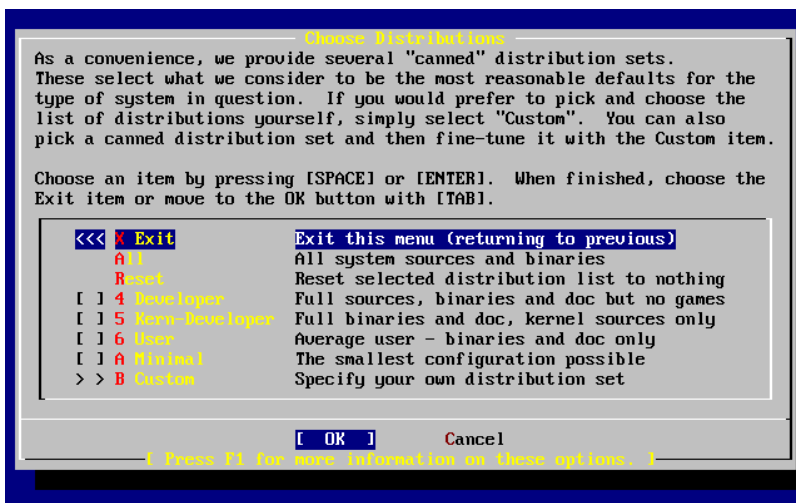 Choose Distributions
As a convenience, we provide several "canned" distribution sets.
These select what we consider to be the most reasonable defaults for the
type of system in question.  If you would prefer to pick and choose the
list of distributions yourself, simply select "Custom".  You can also
pick a canned distribution set and then fine-tune it with the Custom item.
Choose an item by pressing [SPACE] or [ENTER].  When finished, choose the
Exit item or move to the OK button with [TAB].
<<< X Exit Exit this menu (returning to previous)
All All system sources and binaries
Reset Reset selected distribution list to nothing
[ ] 4 Developer Full sources, binaries and doc but no games
[ ] 5 Kern-Developer Full binaries and doc, kernel sources only
[ ] 6 User Average user - binaries and doc only
[ ] A Minimal The smallest configuration possible
> > B Custom Specify your own distribution set
[ OK ] Cancel
[ Press F1 for more information on these options. ]